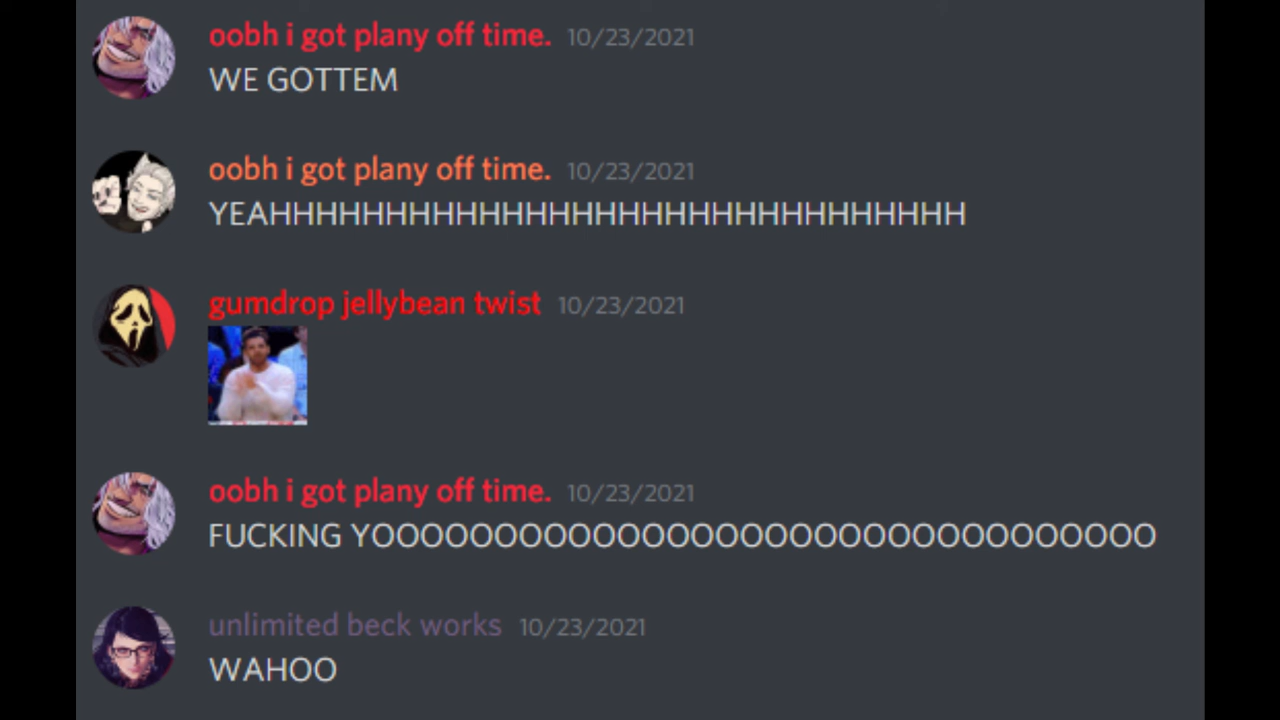 oobh i got plany off time. 10/23/2021
WE GOTTEM
oobh i got plany off time. 10/23/2021
YEAHHHHHHHHHHHHHHHHHHHHHHHHHHHHHH
gumdrop jellybean twist 10/23/2021
oobh i got plany off time. 10/23/2021
FUCKING YOOOOOOOOOOOOOOOOOOOOOOOOOOOOOOOO
unlimited beck works 10/23/2021
WAHOO